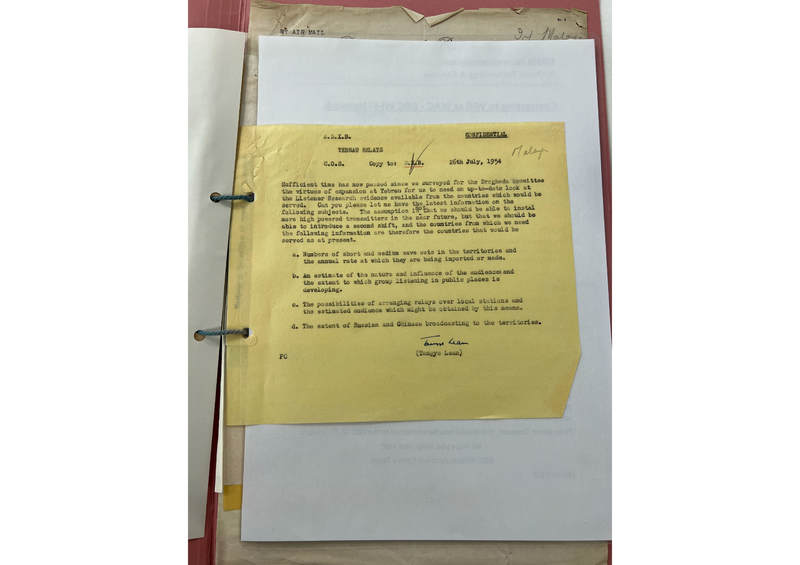 BY AIR MAIL
CONFIDENTIAL
TEBRAU RELAYS
C.O.S. Copy to: 26th July, 1954
Malaya
Sufficient time has now passed since we surveyed for the Drogheda Committee
the virtues of expansion at Tebrau for us to need an up-to-date look at
the Listener Research evidence available from the countries which would be
served. Can you please let us have the latest information on the
following subjects. The assumption is that we should be able to instal
more high powered transmitters in the near future, but that we should be
able to introduce a second shift, and the countries from which we need
the following information are therefore the countries that would be
served as at present.
a. Numbers of short and medium wave sets in the territories and
the annual rate at which they are being imported or made.
b. An estimate of the nature and influence of the audience and
the extent to which group listening in public places is
developing.
c. The possibilities of arranging relays over local stations and
the estimated audience which might be obtained by this means.
d. The extent of Russian and Chinese broadcasting to the territories.
Tangye Lean
PC (Tangye Lean)